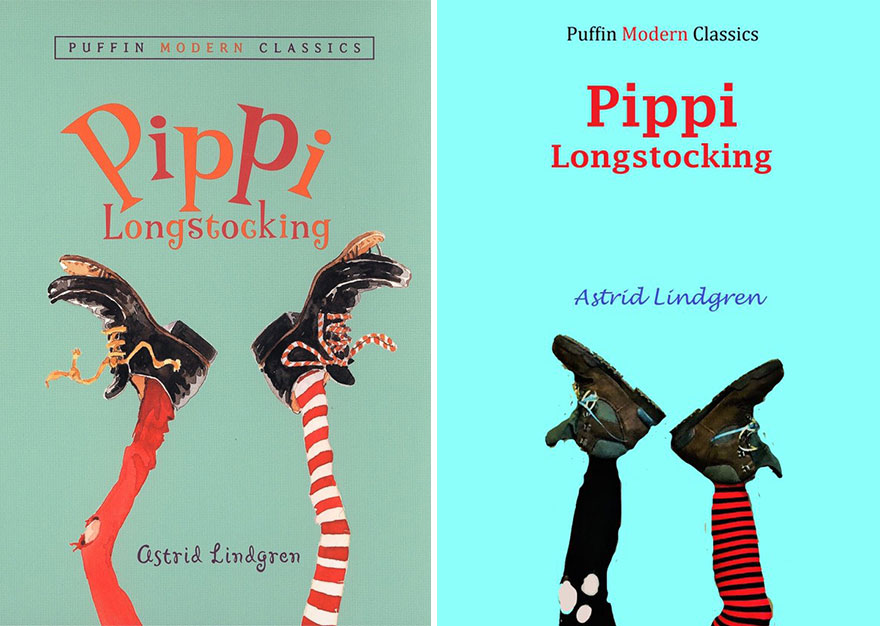 PUFFIN MODERN CLASSICS
Pippi
Longstocking
Astrid Lindgren
Puffin Modern Classics
Pippi
Longstocking
Astrid Lindgren